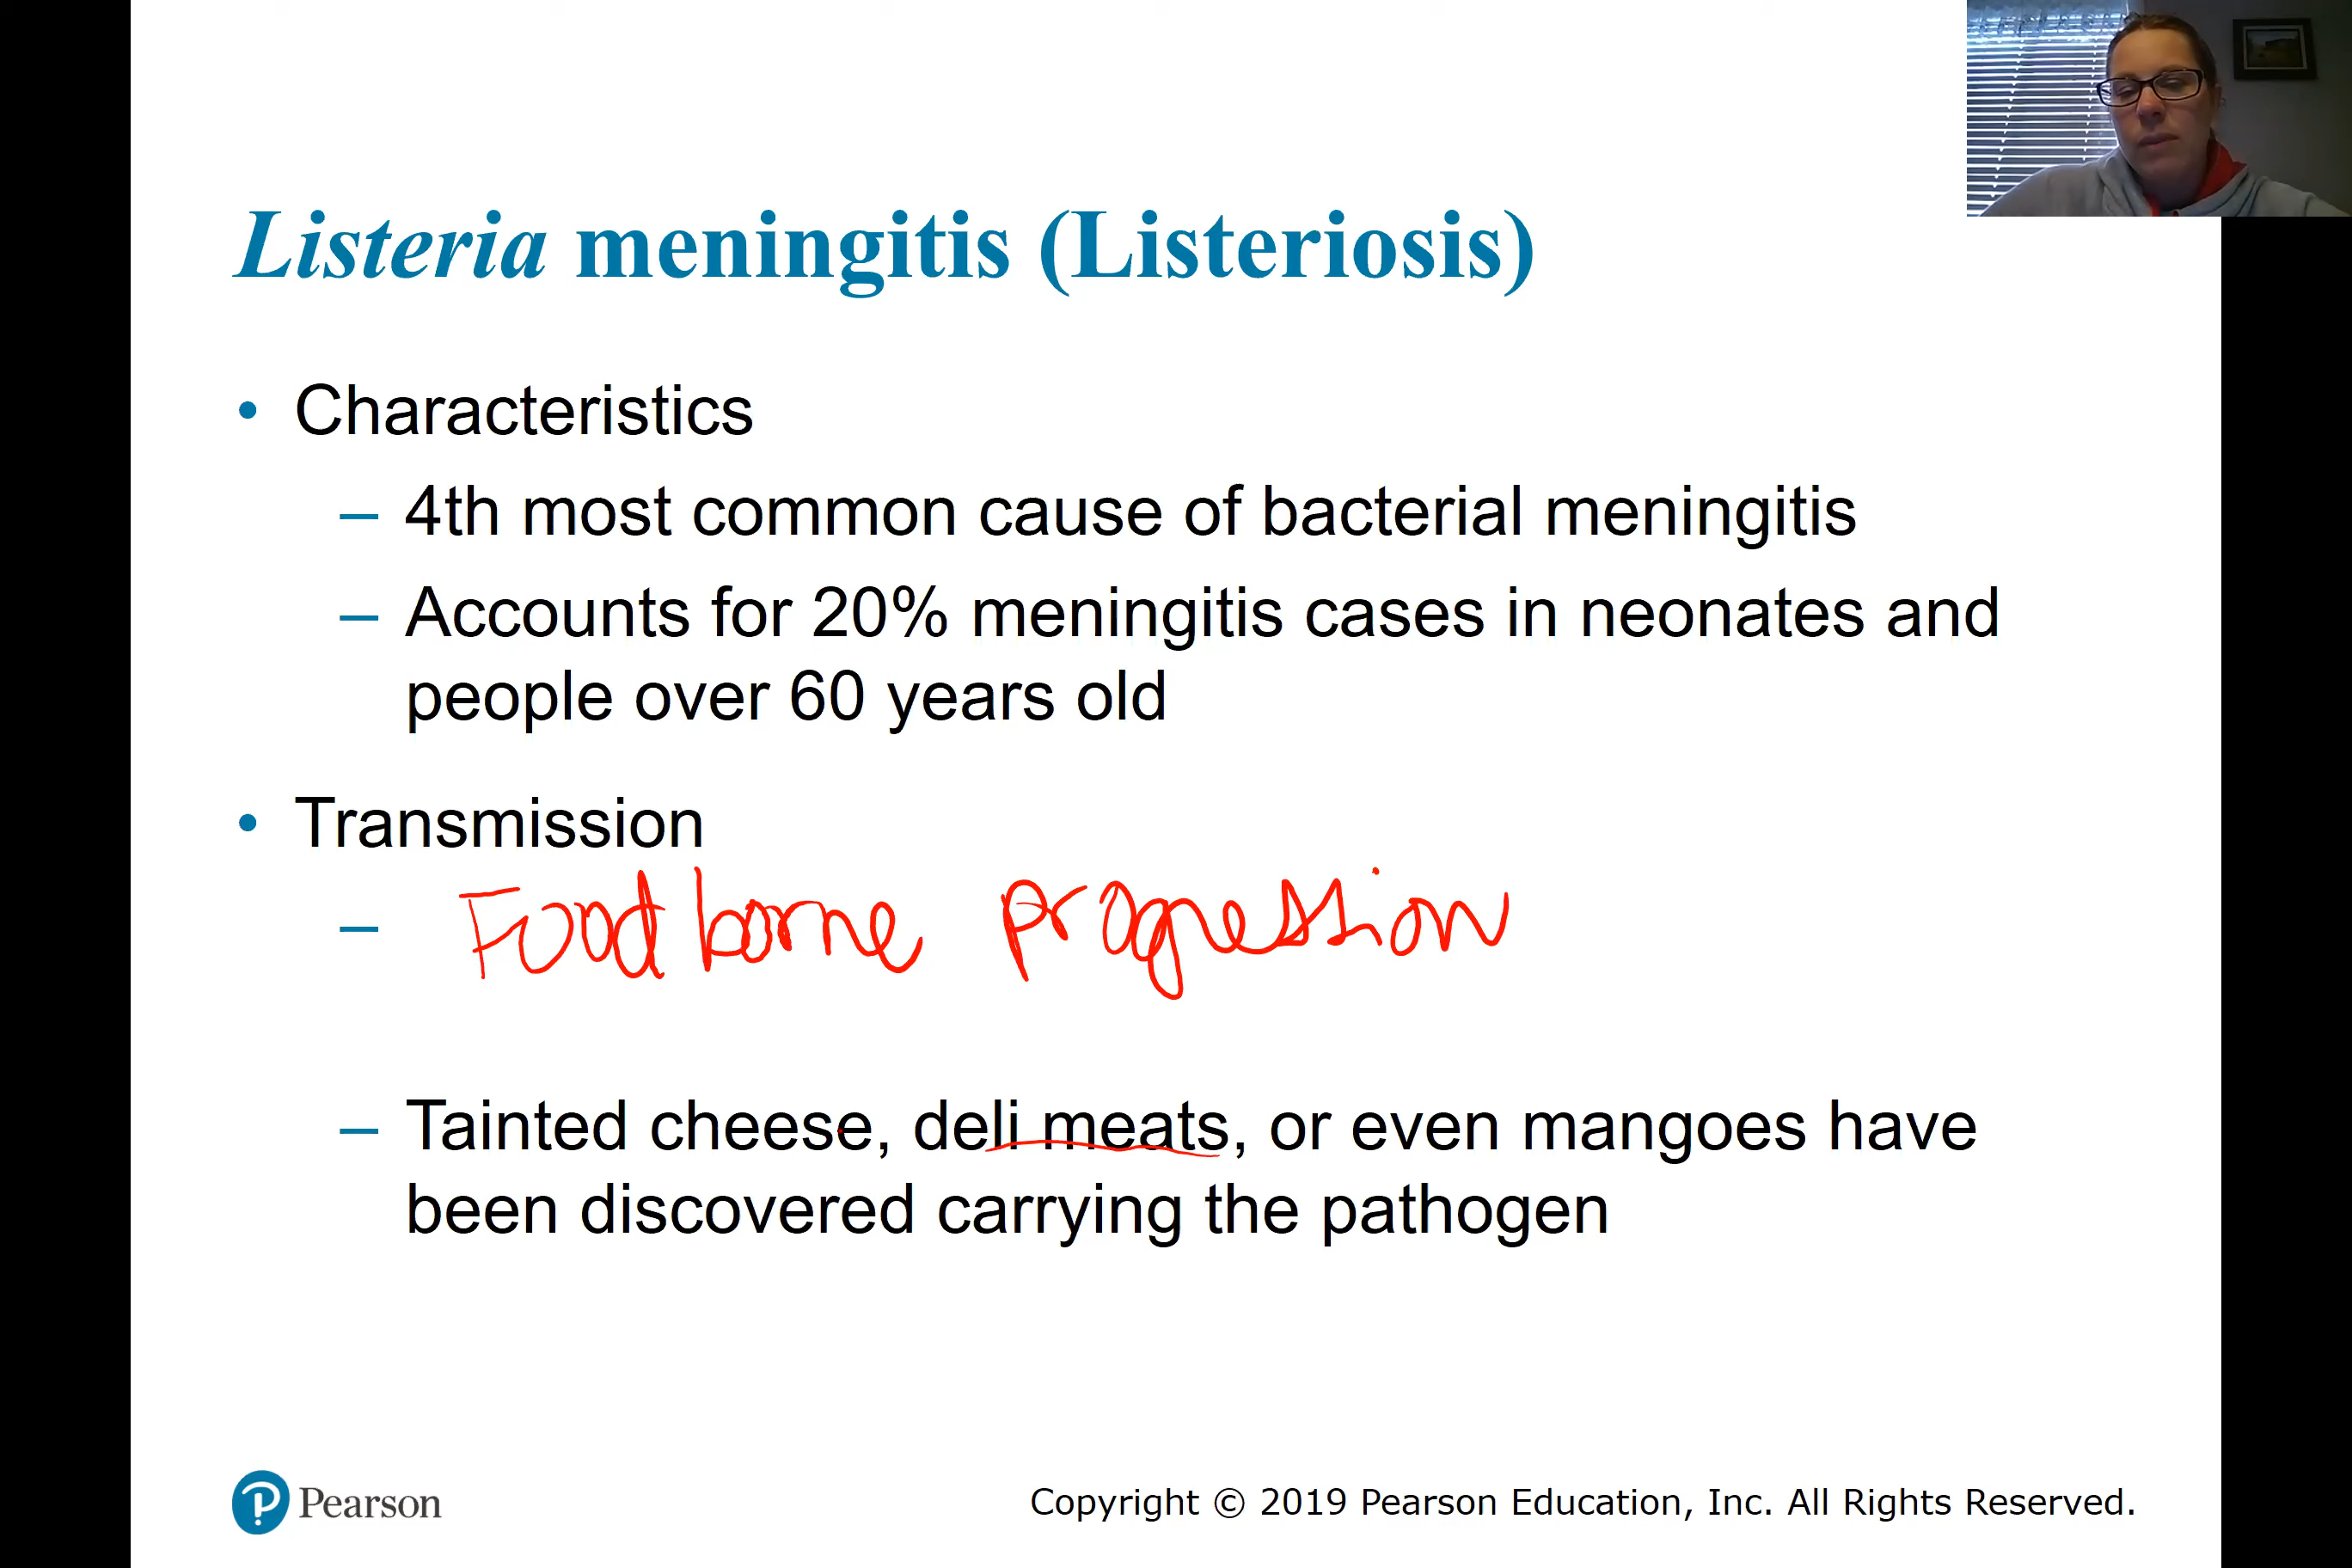 Listeria meningitis (Listeriosis)
• Characteristics
– 4th most common cause of bacterial meningitis
– Accounts for 20% meningitis cases in neonates and
people over 60 years old
• Transmission
– Foodborne progression
– Tainted cheese, deli meats, or even mangoes have
been discovered carrying the pathogen
Pearson
Copyright © 2019 Pearson Education, Inc. All Rights Reserved.